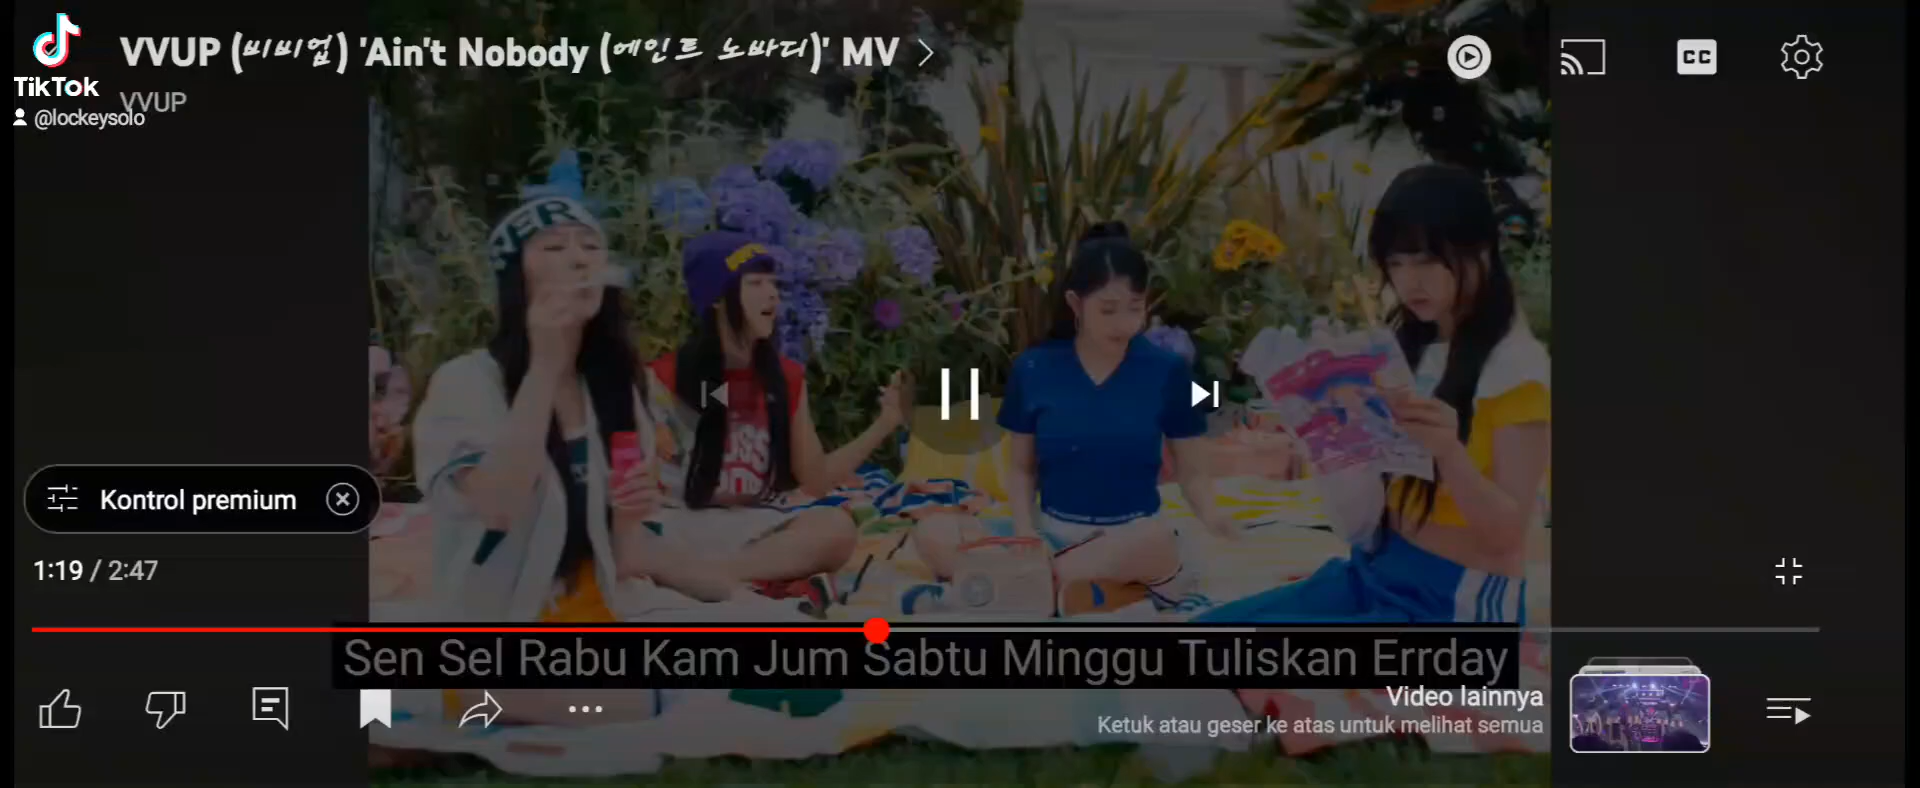 TikTok
@lockeysolo
VVUP (비비업) 'Ain't Nobody (에인트 노바디)' MV
VVUP
CC
Kontrol premium
1:19 / 2:47
Sen Sel Rabu Kam Jum Sabtu Minggu Tuliskan Errday
Video lainnya
Ketuk atau geser ke atas untuk melihat semua